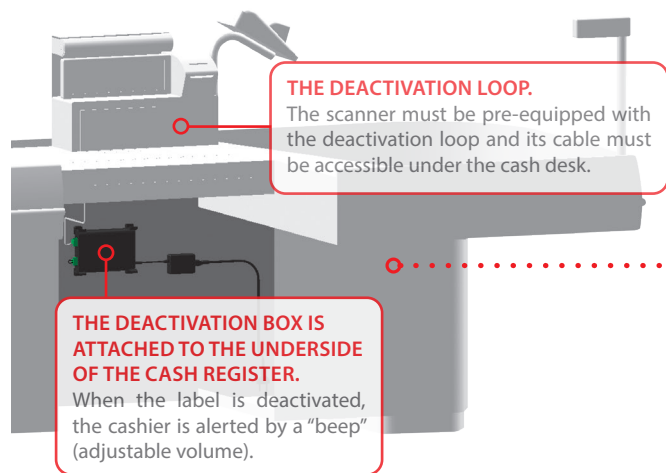 THE DEACTIVATION LOOP.
The scanner must be pre-equipped with
the deactivation loop and its cable must
be accessible under the cash desk.
THE DEACTIVATION BOX IS
ATTACHED TO THE UNDERSIDE
OF THE CASH REGISTER.
When the label is deactivated,
the cashier is alerted by a “beep”
(adjustable volume).